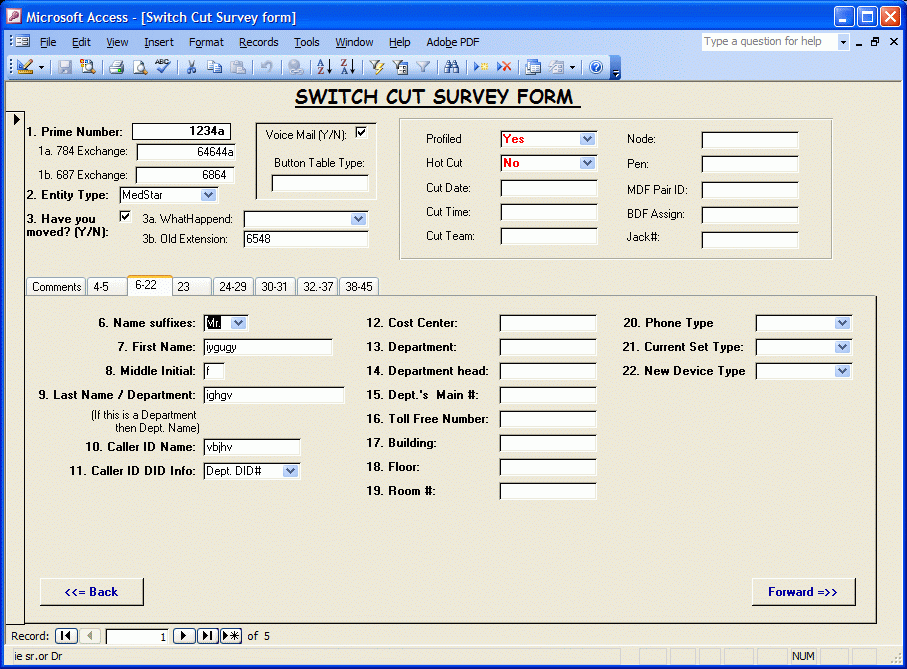 Microsoft Access - [Switch Cut Survey form]
File Edit View Insert Format Records Tools Window Help Adobe PDF Type a question for help
SWITCH CUT SURVEY FORM
1. Prime Number: 1234a
1a. 784 Exchange: 64644a
1b. 687 Exchange: 6864
2. Entity Type: MedStar
3. Have you
moved? (Y/N):
3a. WhatHappend:
3b. Old Extension: 6548
Voice Mail (Y/N):
Button Table Type:
Profiled Yes
Hot Cut No
Cut Date:
Cut Time:
Cut Team:
Node:
Pen:
MDF Pair ID:
BDF Assign:
Jack#:
Comments 4-5 6-22 23 24-29 30-31 32.-37 38-45
6. Name suffixes: Mr.
7. First Name: iygugy
8. Middle Initial: f
9. Last Name / Department: ighgv
(If this is a Department
then Dept. Name)
10. Caller ID Name: vbjhv
11. Caller ID DID Info: Dept. DID#
12. Cost Center:
13. Department:
14. Department head:
15. Dept.'s Main #:
16. Toll Free Number:
17. Building:
18. Floor:
19. Room #:
20. Phone Type
21. Current Set Type:
22. New Device Type
<<= Back
Forward =>>
Record: 1 of 5
ie sr.or Dr NUM